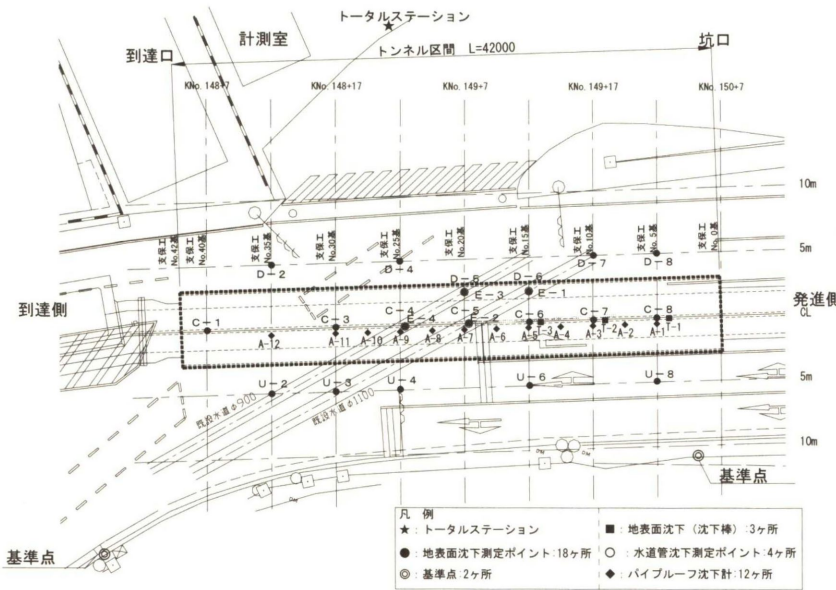 トータルステーション
計測室
到達口
トンネル区間 L=42000
坑口
KNo. 148+7
KNo. 148+17
KNo. 149+7
KNo. 149+17
KNo. 150+7
10m
支保工 No.42基
支保工 No.40基
支保工 No.35基
支保工 No.30基
支保工 No.25基
支保工 No.20基
支保工 No.15基
支保工 No.10基
支保工 No. 5基
支保工 No. 0基
5m
D-2
D-4
D-5
D-6
D-7
D-8
到達側
発進側
CL
E-3
E-1
C-1
C-3
C-4
E-4
C-5
E-2
C-6
C-7
C-8
A-12
A-11
A-10
A-9
A-8
A-7
A-6
A-5
T-3
A-4
A-3
T-2
A-2
A-1
T-1
U-2
U-3
U-4
U-6
U-8
5m
既設水道φ900
既設水道φ1100
10m
基準点
基準点
凡 例
★: トータルステーション
■: 地表面沈下(沈下棒):3ヶ所
●: 地表面沈下測定ポイント:18ヶ所
○: 水道管沈下測定ポイント:4ヶ所
◎: 基準点:2ヶ所
◆: パイプルーフ沈下計:12ヶ所